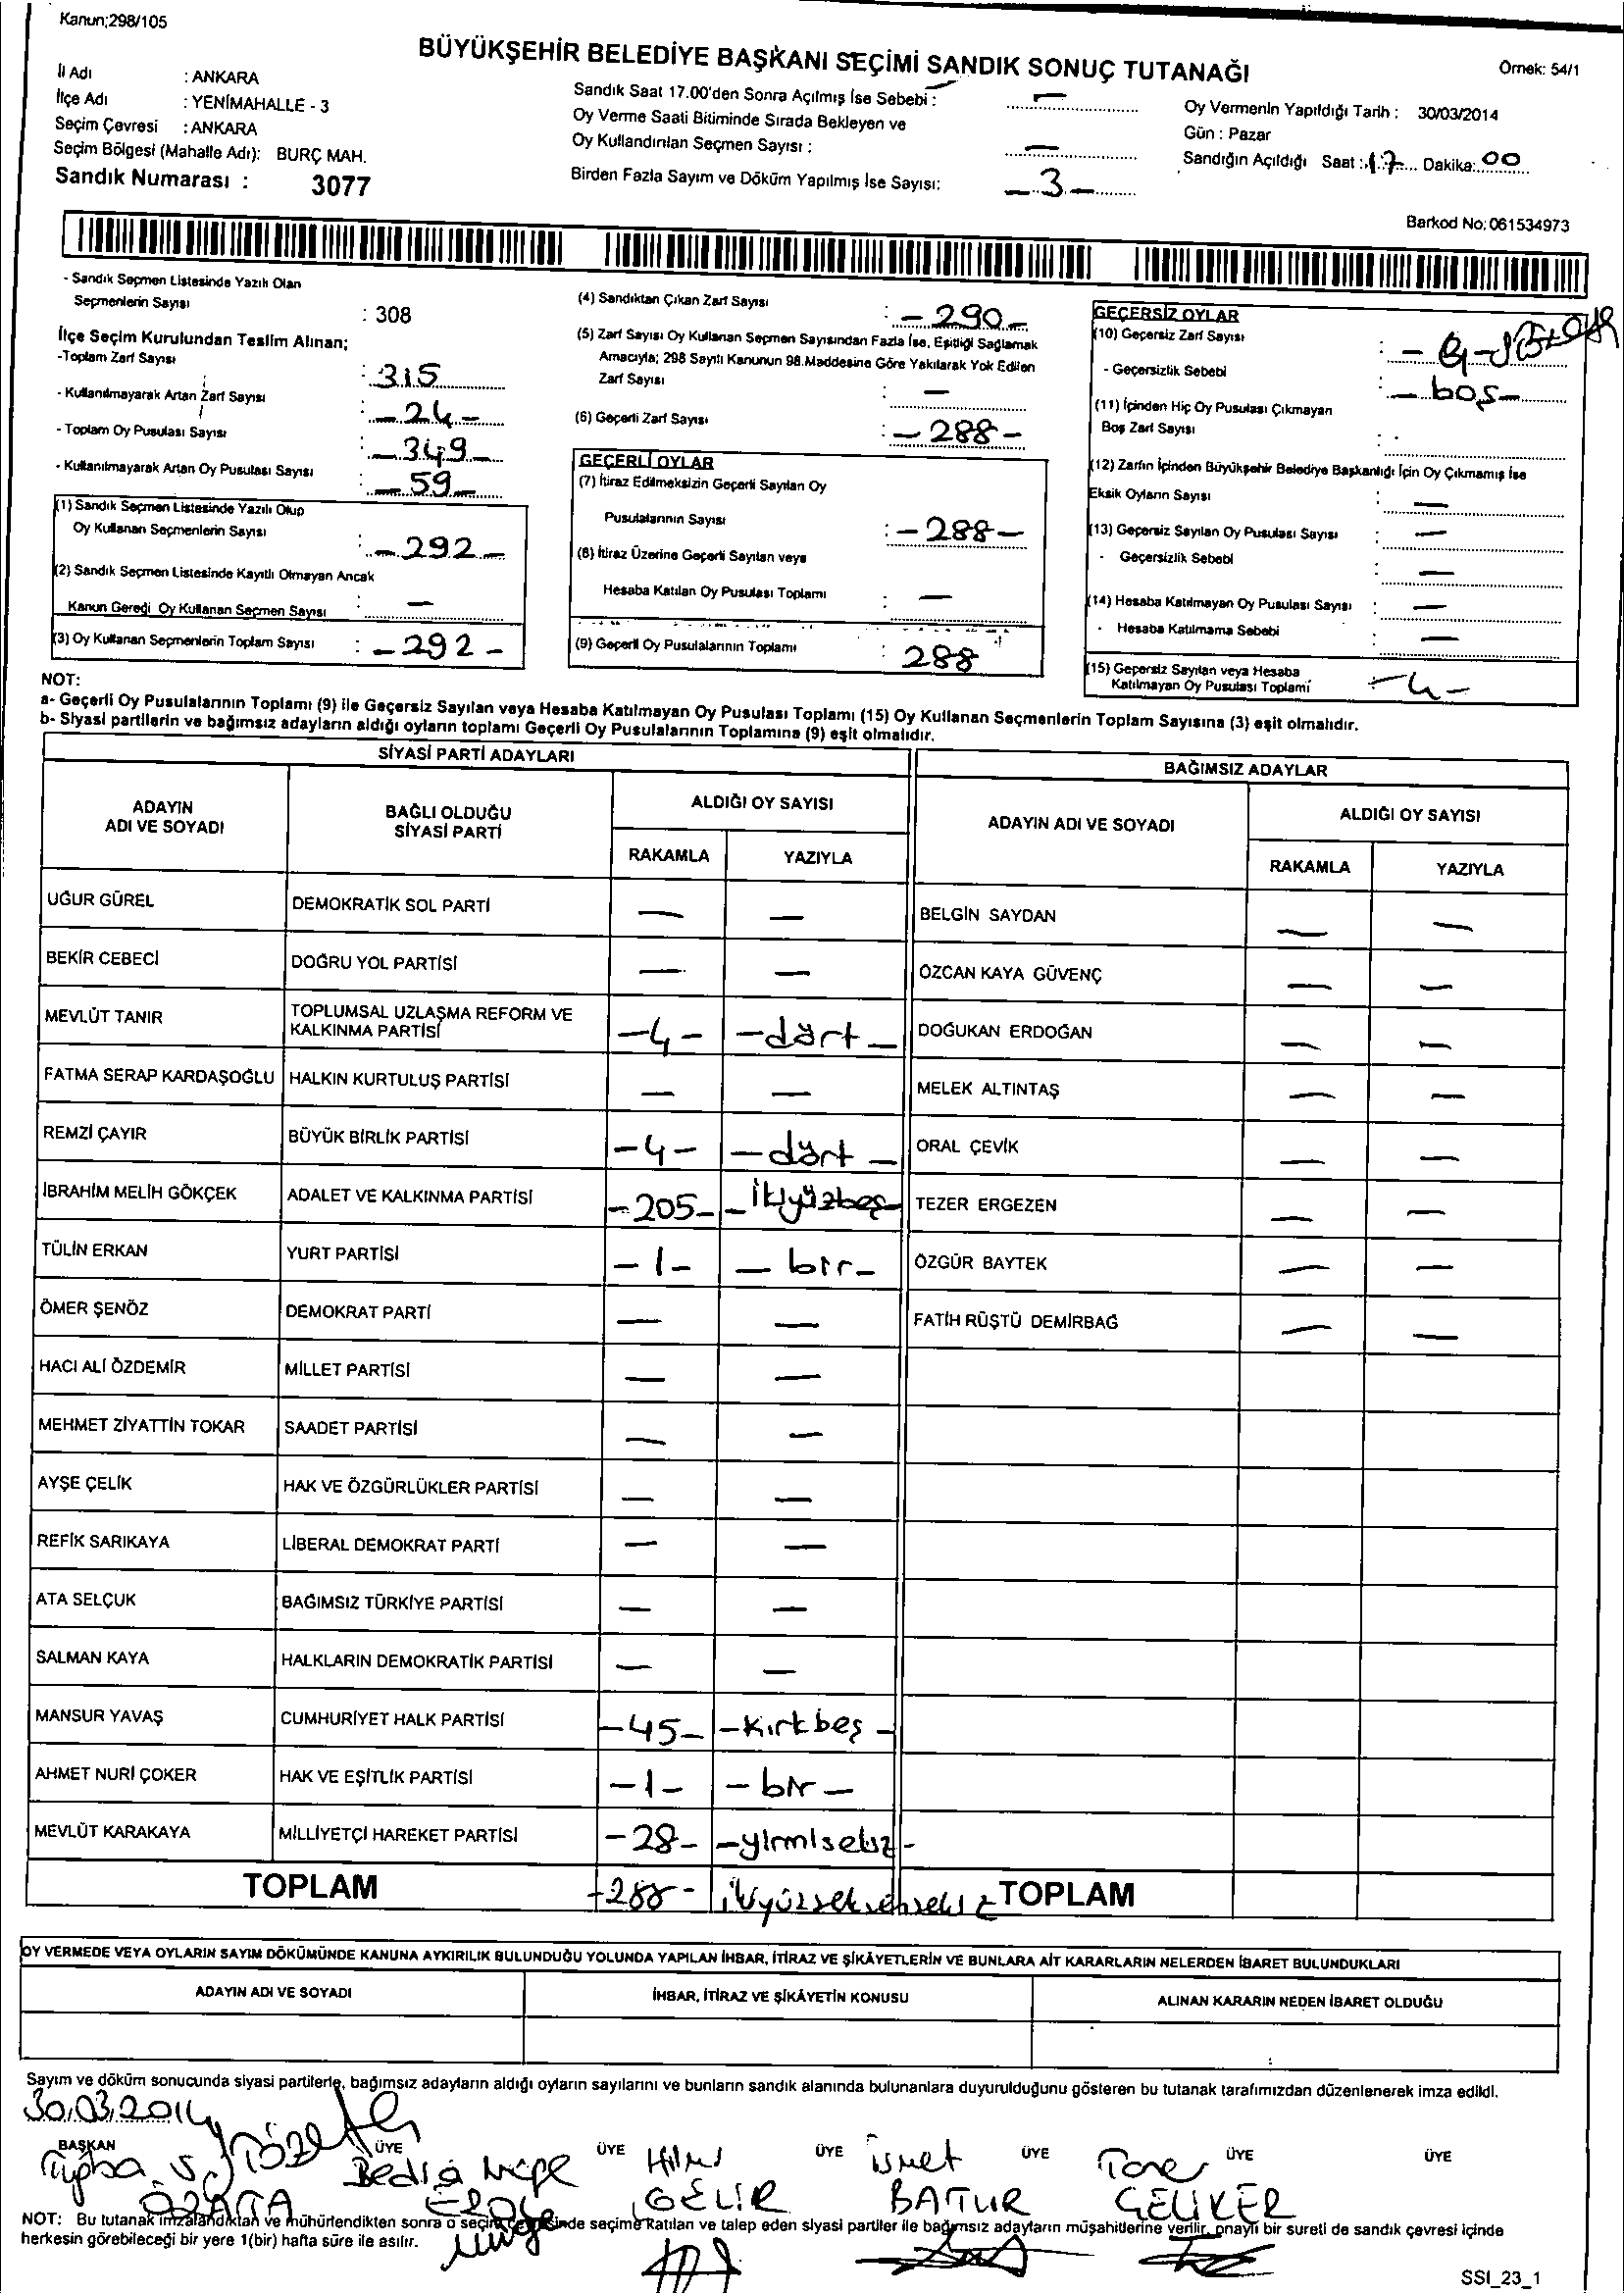 Kanun;298/105
BÜYÜKŞEHİR BELEDİYE BAŞKANI SEÇİMİ SANDIK SONUÇ TUTANAĞI
Örnek: 54/1
İl Adı : ANKARA
İlçe Adı : YENİMAHALLE - 3
Seçim Çevresi : ANKARA
Seçim Bölgesi (Mahalle Adı): BURÇ MAH.
Sandık Numarası : 3077
Sandık Saat 17.00'den Sonra Açılmış İse Sebebi : —
Oy Verme Saati Bitiminde Sırada Bekleyen ve
Oy Kullandırılan Seçmen Sayısı : —
Birden Fazla Sayım ve Döküm Yapılmış İse Sayısı: -3-
Oy Vermenin Yapıldığı Tarih : 30/03/2014
Gün : Pazar
Sandığın Açıldığı Saat : 17 Dakika: 00
Barkod No: 061534973
- Sandık Seçmen Listesinde Yazılı Olan
Seçmenlerin Sayısı : 308
İlçe Seçim Kurulundan Teslim Alınan;
-Toplam Zarf Sayısı : 315
- Kullanılmayarak Artan Zarf Sayısı : -24-
- Toplam Oy Pusulası Sayısı : -349-
- Kullanılmayarak Artan Oy Pusulası Sayısı : -59-
(1) Sandık Seçmen Listesinde Yazılı Olup
Oy Kullanan Seçmenlerin Sayısı : -292-
(2) Sandık Seçmen Listesinde Kayıtlı Olmayan Ancak
Kanun Gereği Oy Kullanan Seçmen Sayısı : —
(3) Oy Kullanan Seçmenlerin Toplam Sayısı : -292-
(4) Sandıktan Çıkan Zarf Sayısı : -290-
(5) Zarf Sayısı Oy Kullanan Seçmen Sayısından Fazla İse, Eşitliği Sağlamak
Amacıyla; 298 Sayılı Kanunun 98.Maddesine Göre Yakılarak Yok Edilen
Zarf Sayısı : —
(6) Geçerli Zarf Sayısı : -288-
GEÇERLİ OYLAR
(7) İtiraz Edilmeksizin Geçerli Sayılan Oy
Pusulalarının Sayısı : -288-
(8) İtiraz Üzerine Geçerli Sayılan veya
Hesaba Katılan Oy Pusulası Toplamı : —
(9) Geçerli Oy Pusulalarının Toplamı : 288
GEÇERSİZ OYLAR
(10) Geçersiz Zarf Sayısı :
- Geçersizlik Sebebi : -boş-
(11) İçinden Hiç Oy Pusulası Çıkmayan
Boş Zarf Sayısı :
(12) Zarfın İçinden Büyükşehir Belediye Başkanlığı İçin Oy Çıkmamış İse
Eksik Oyların Sayısı : —
(13) Geçersiz Sayılan Oy Pusulası Sayısı : —
- Geçersizlik Sebebi : —
(14) Hesaba Katılmayan Oy Pusulası Sayısı : —
- Hesaba Katılmama Sebebi : —
(15) Geçersiz Sayılan veya Hesaba
Katılmayan Oy Pusulası Toplamı -4-
NOT:
a- Geçerli Oy Pusulalarının Toplamı (9) ile Geçersiz Sayılan veya Hesaba Katılmayan Oy Pusulası Toplamı (15) Oy Kullanan Seçmenlerin Toplam Sayısına (3) eşit olmalıdır.
b- Siyasi partilerin ve bağımsız adayların aldığı oyların toplamı Geçerli Oy Pusulalarının Toplamına (9) eşit olmalıdır.
SİYASİ PARTİ ADAYLARI
BAĞIMSIZ ADAYLAR
ADAYIN ADI VE SOYADI
BAĞLI OLDUĞU SİYASİ PARTİ
ALDIĞI OY SAYISI
ADAYIN ADI VE SOYADI
ALDIĞI OY SAYISI
RAKAMLA YAZIYLA
RAKAMLA YAZIYLA
UĞUR GÜREL DEMOKRATİK SOL PARTİ — — BELGİN SAYDAN — —
BEKİR CEBECİ DOĞRU YOL PARTİSİ — — ÖZCAN KAYA GÜVENÇ — —
MEVLÜT TANIR TOPLUMSAL UZLAŞMA REFORM VE KALKINMA PARTİSİ -4- -dört- DOĞUKAN ERDOĞAN — —
FATMA SERAP KARDAŞOĞLU HALKIN KURTULUŞ PARTİSİ — — MELEK ALTINTAŞ — —
REMZİ ÇAYIR BÜYÜK BİRLİK PARTİSİ -4- -dört- ORAL ÇEVİK — —
İBRAHİM MELİH GÖKÇEK ADALET VE KALKINMA PARTİSİ -205- -ikiyüzbeş- TEZER ERGEZEN — —
TÜLİN ERKAN YURT PARTİSİ -1- -bir- ÖZGÜR BAYTEK — —
ÖMER ŞENÖZ DEMOKRAT PARTİ — — FATİH RÜŞTÜ DEMİRBAĞ — —
HACI ALİ ÖZDEMİR MİLLET PARTİSİ — —
MEHMET ZİYATTİN TOKAR SAADET PARTİSİ — —
AYŞE ÇELİK HAK VE ÖZGÜRLÜKLER PARTİSİ — —
REFİK SARIKAYA LİBERAL DEMOKRAT PARTİ — —
ATA SELÇUK BAĞIMSIZ TÜRKİYE PARTİSİ — —
SALMAN KAYA HALKLARIN DEMOKRATİK PARTİSİ — —
MANSUR YAVAŞ CUMHURİYET HALK PARTİSİ -45- -kırkbeş-
AHMET NURİ ÇOKER HAK VE EŞİTLİK PARTİSİ -1- -bir-
MEVLÜT KARAKAYA MİLLİYETÇİ HAREKET PARTİSİ -28- -yirmisekiz-
TOPLAM -288- ikiyüzseksensekiz TOPLAM
OY VERMEDE VEYA OYLARIN SAYIM DÖKÜMÜNDE KANUNA AYKIRILIK BULUNDUĞU YOLUNDA YAPILAN İHBAR, İTİRAZ VE ŞİKÂYETLERİN VE BUNLARA AİT KARARLARIN NELERDEN İBARET BULUNDUKLARI
ADAYIN ADI VE SOYADI İHBAR, İTİRAZ VE ŞİKÂYETİN KONUSU ALINAN KARARIN NEDEN İBARET OLDUĞU
Sayım ve döküm sonucunda siyasi partilerle, bağımsız adayların aldığı oyların sayılarını ve bunların sandık alanında bulunanlara duyurulduğunu gösteren bu tutanak tarafımızdan düzenlenerek imza edildi.
30.03.2014
BAŞKAN ÜYE ÜYE ÜYE ÜYE ÜYE ÜYE
Bedia Hilmi İsmet Taner
GELİR BATUR GELİKER
NOT: Bu tutanak imzalandıktan ve mühürlendikten sonra o seçim çevresinde seçime katılan ve talep eden siyasi partiler ile bağımsız adayların müşahitlerine verilir, onaylı bir sureti de sandık çevresi içinde
herkesin görebileceği bir yere 1(bir) hafta süre ile asılır.
SSI_23_1